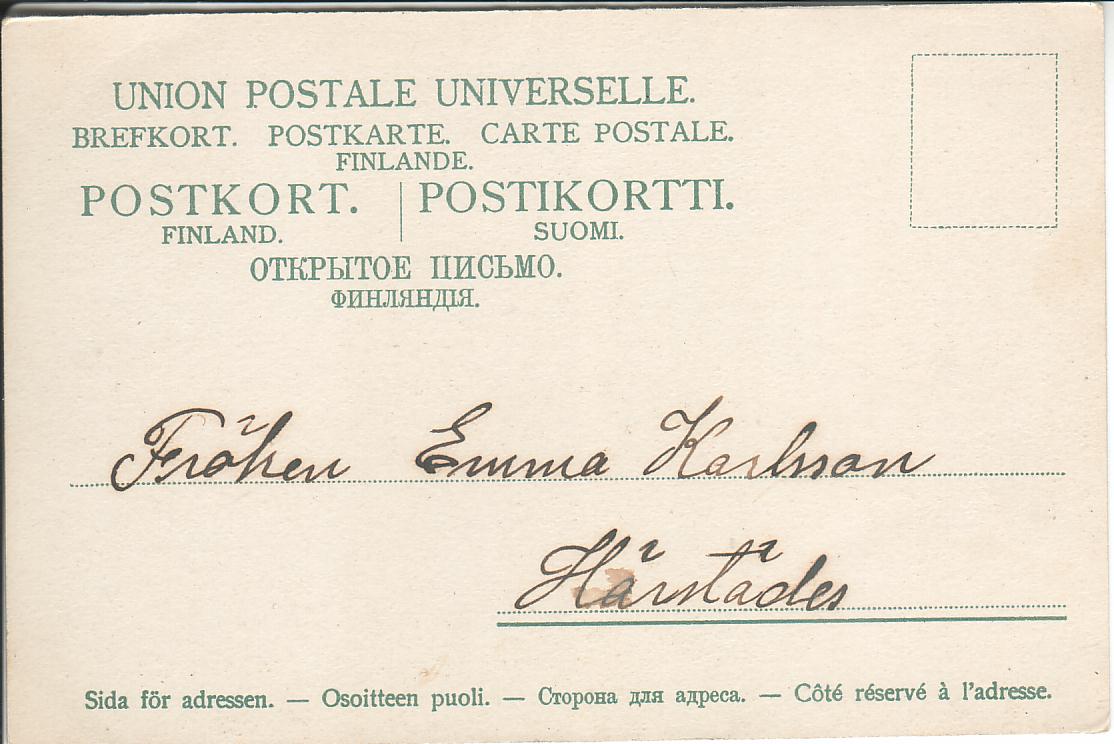 UNION POSTALE UNIVERSELLE.
BREFKORT. POSTKARTE. CARTE POSTALE.
FINLANDE.
POSTKORT. POSTIKORTTI.
FINLAND. SUOMI.
ОТКРЫТОЕ ПИСЬМО.
ФИНЛЯНДІЯ.
Fröken Emma Karlsson
Härstädes
Sida för adressen. — Osoitteen puoli. — Сторона для адреса. — Côté réservé à l'adresse.